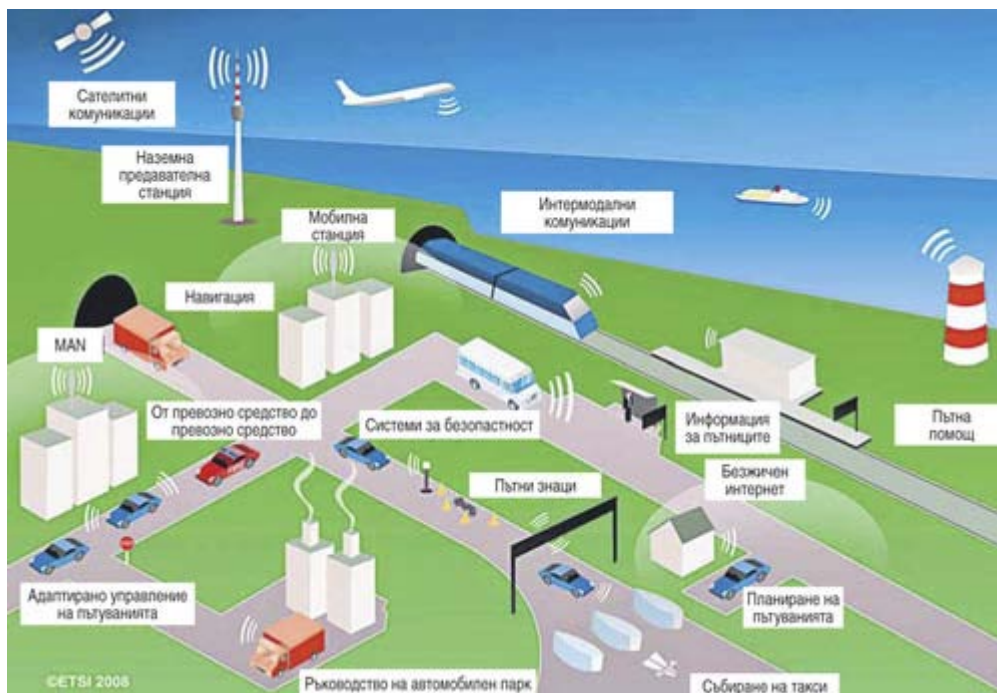 Сателитни
комуникации
Наземна
предавателна
станция
Мобилна
станция
Интермодални
комуникации
Навигация
MAN
От превозно средство до
превозно средство
Системи за безопастност
Информация
за пътниците
Пътна
помощ
Безжичен
интернет
Пътни знаци
Адаптирано управление
на пътуванията
Планиране на
пътуванията
©ETSI 2008
Ръководство на автомобилен парк
Събиране на такси